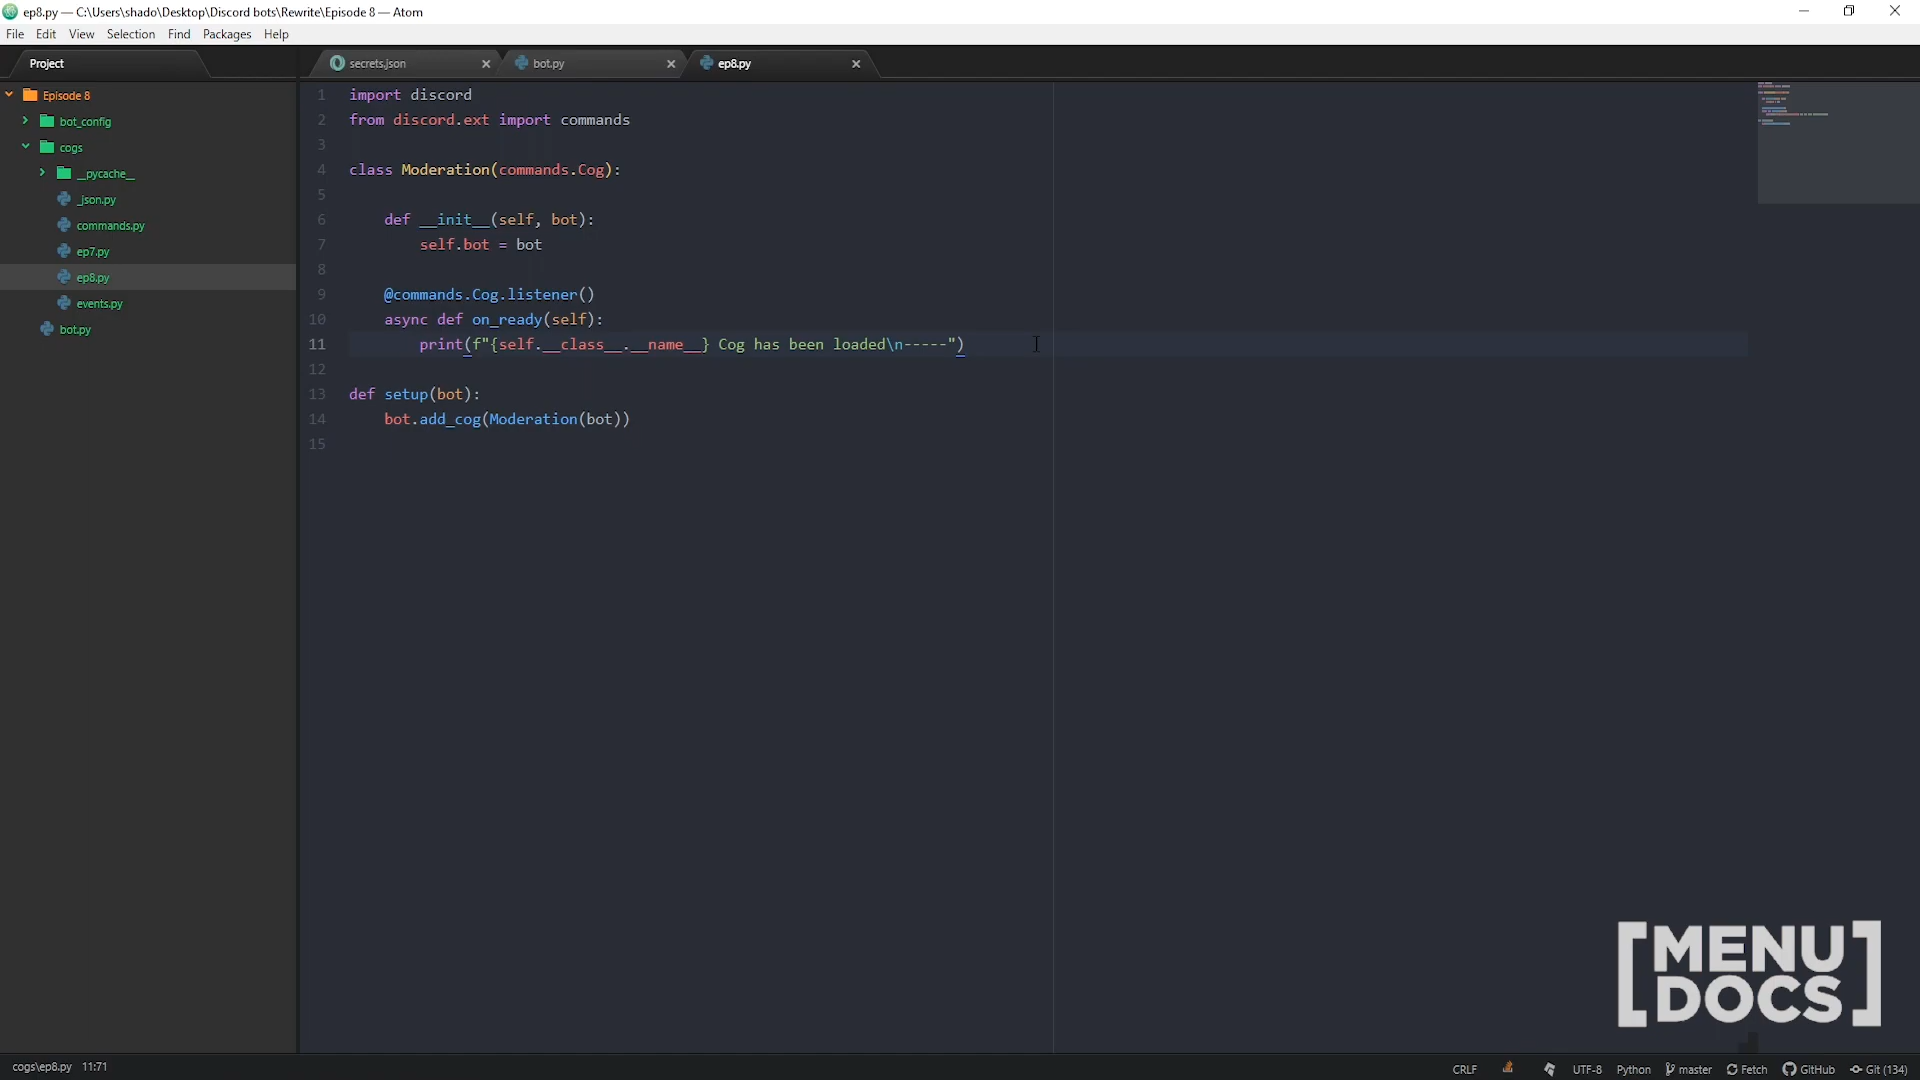 ep8.py — C:\Users\shado\Desktop\Discord bots\Rewrite\Episode 8 — Atom
File Edit View Selection Find Packages Help
Project
secrets.json
bot.py
ep8.py
Episode 8
bot_config
cogs
__pycache__
_json.py
commands.py
ep7.py
ep8.py
events.py
bot.py
1 import discord
2 from discord.ext import commands
3
4 class Moderation(commands.Cog):
5
6 def __init__(self, bot):
7 self.bot = bot
8
9 @commands.Cog.listener()
10 async def on_ready(self):
11 print(f"{self.__class__.__name__} Cog has been loaded\n-----")
12
13 def setup(bot):
14 bot.add_cog(Moderation(bot))
15
[MENU
DOCS]
cogs\ep8.py 11:71
CRLF UTF-8 Python master Fetch GitHub Git (134)